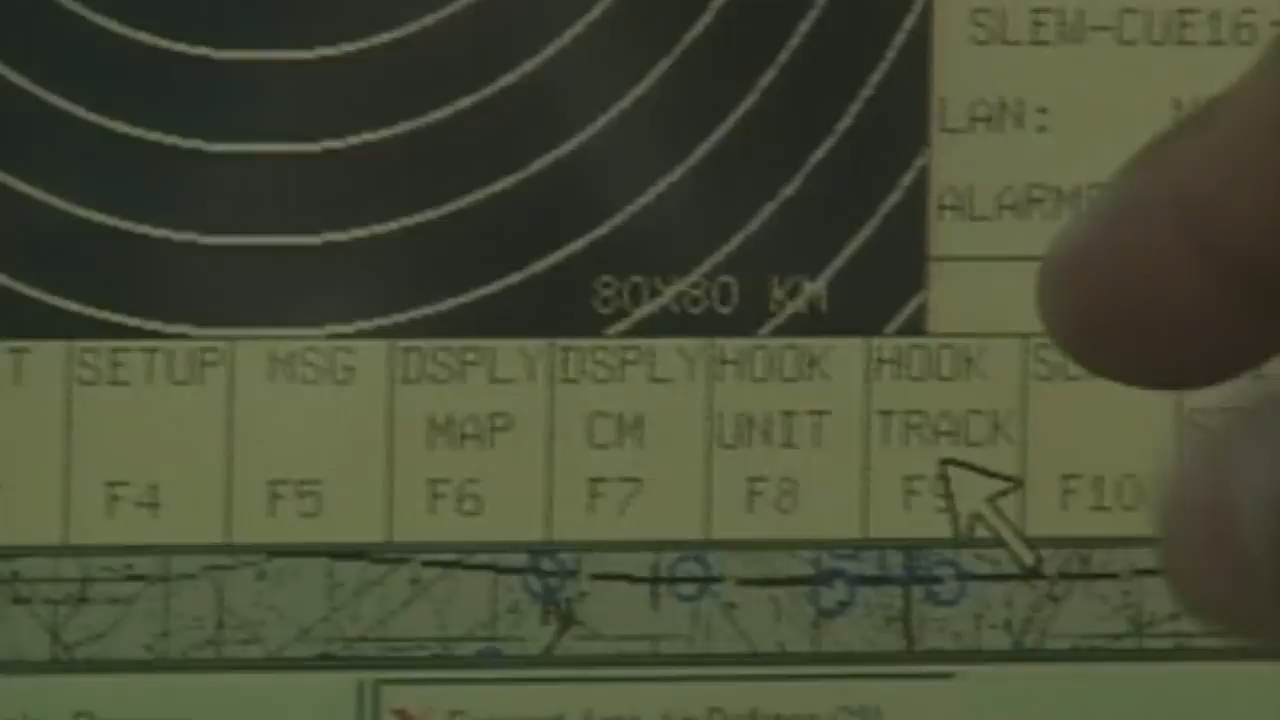 SLEW-CUE16
LAN:
ALARM
80X80 KM
T SETUP MSG DSPLY DSPLY HOOK HOOK
MAP CM UNIT TRACK
F4 F5 F6 F7 F8 F9 F10